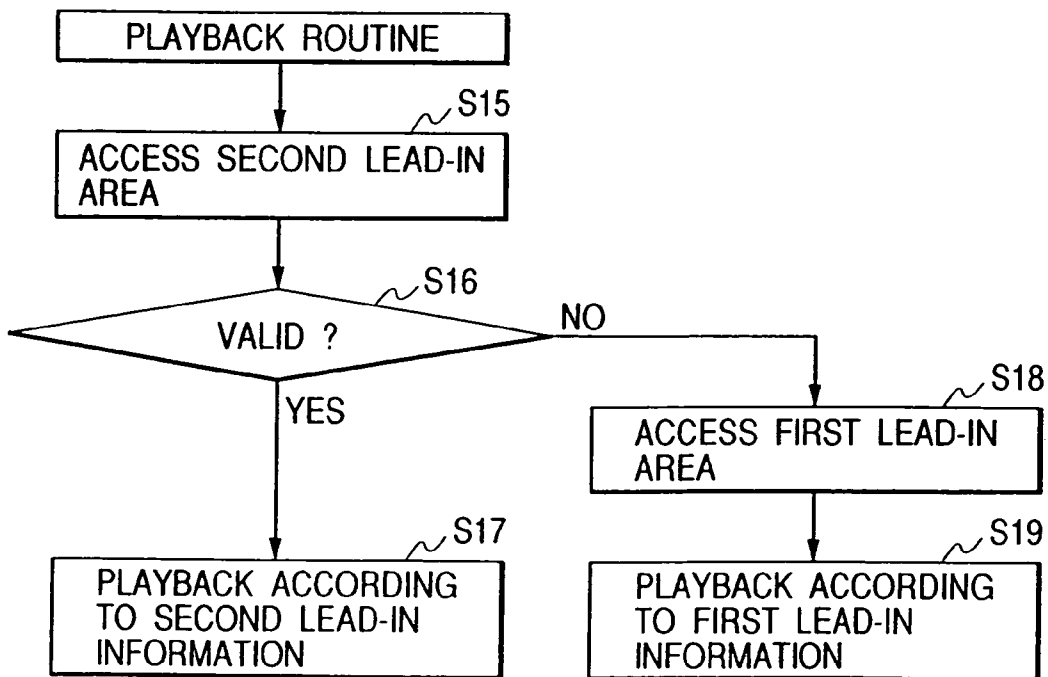 PLAYBACK ROUTINE
S15
ACCESS SECOND LEAD-IN
AREA
S16
VALID ?
NO
YES
S18
ACCESS FIRST LEAD-IN
AREA
S17
PLAYBACK ACCORDING
TO SECOND LEAD-IN
INFORMATION
S19
PLAYBACK ACCORDING
TO FIRST LEAD-IN
INFORMATION